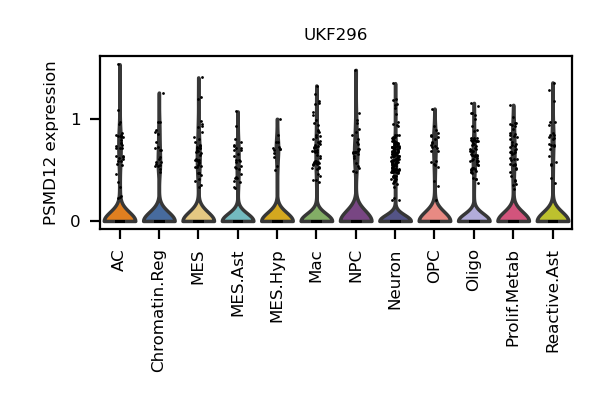 UKF296
PSMD12 expression
1
0
AC
Chromatin.Reg
MES
MES.Ast
MES.Hyp
Mac
NPC
Neuron
OPC
Oligo
Prolif.Metab
Reactive.Ast